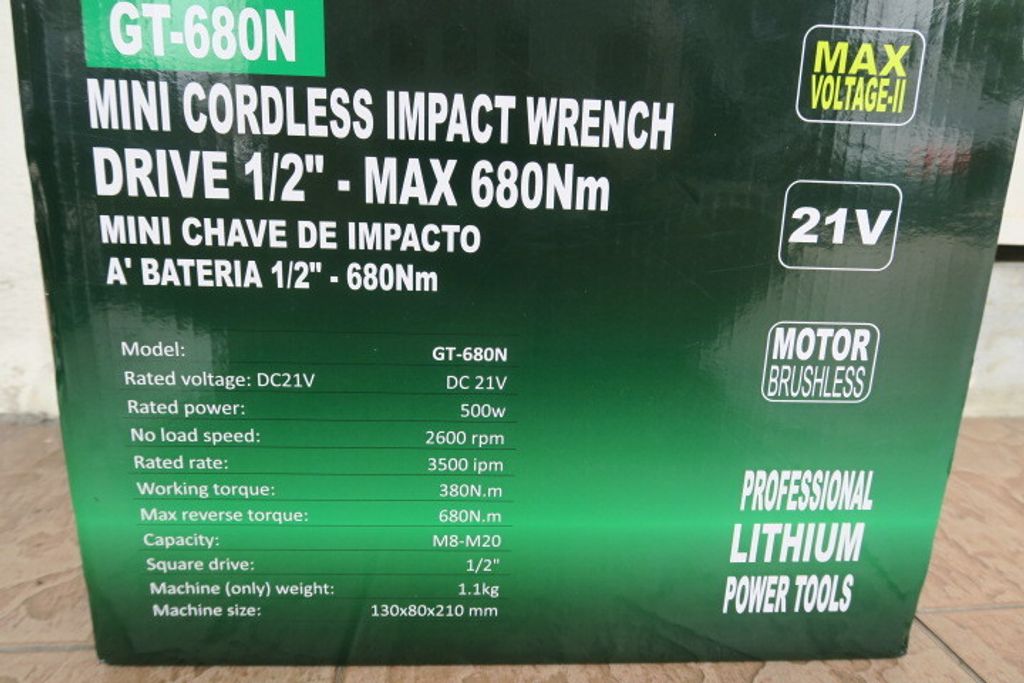 GT-680N
MINI CORDLESS IMPACT WRENCH
DRIVE 1/2" - MAX 680Nm
MINI CHAVE DE IMPACTO
A' BATERIA 1/2" - 680Nm
Model: GT-680N
Rated voltage: DC21V DC 21V
Rated power: 500w
No load speed: 2600 rpm
Rated rate: 3500 ipm
Working torque: 380N.m
Max reverse torque: 680N.m
Capacity: M8-M20
Square drive: 1/2"
Machine (only) weight: 1.1kg
Machine size: 130x80x210 mm
MAX
VOLTAGE-II
21V
MOTOR
BRUSHLESS
PROFESSIONAL
LITHIUM
POWER TOOLS